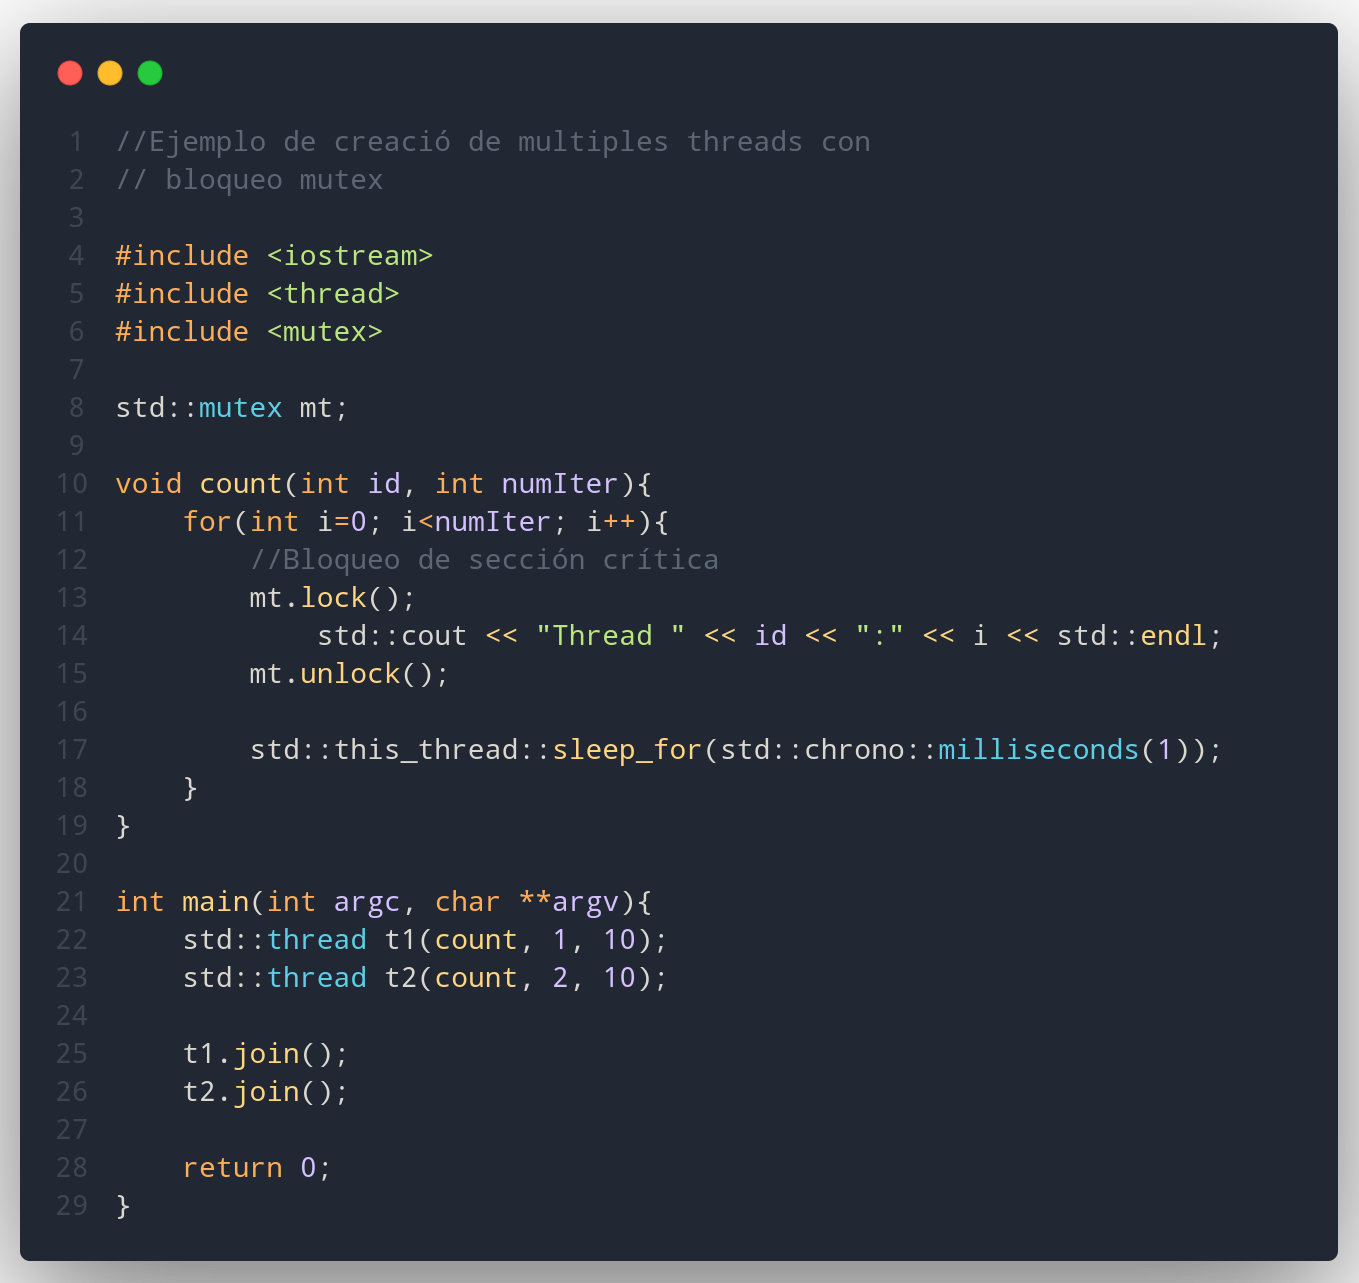 1 //Ejemplo de creació de multiples threads con
2 // bloqueo mutex
3
4 #include <iostream>
5 #include <thread>
6 #include <mutex>
7
8 std::mutex mt;
9
10 void count(int id, int numIter){
11     for(int i=0; i<numIter; i++){
12         //Bloqueo de sección crítica
13         mt.lock();
14             std::cout << "Thread " << id << ":" << i << std::endl;
15         mt.unlock();
16
17         std::this_thread::sleep_for(std::chrono::milliseconds(1));
18     }
19 }
20
21 int main(int argc, char **argv){
22     std::thread t1(count, 1, 10);
23     std::thread t2(count, 2, 10);
24
25     t1.join();
26     t2.join();
27
28     return 0;
29 }